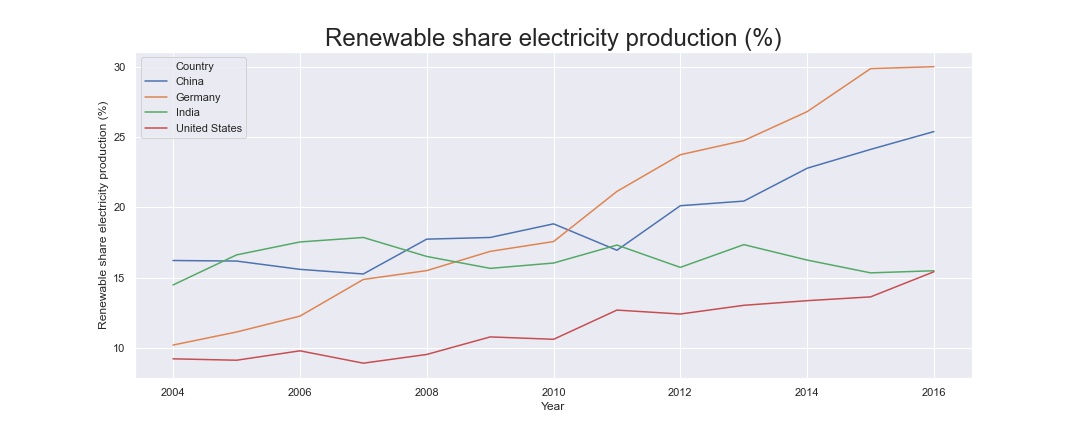 Renewable share electricity production (%)
Country
China
Germany
India
United States
Renewable share electricity production (%)
30
25
20
15
10
2004
2006
2008
2010
2012
2014
2016
Year